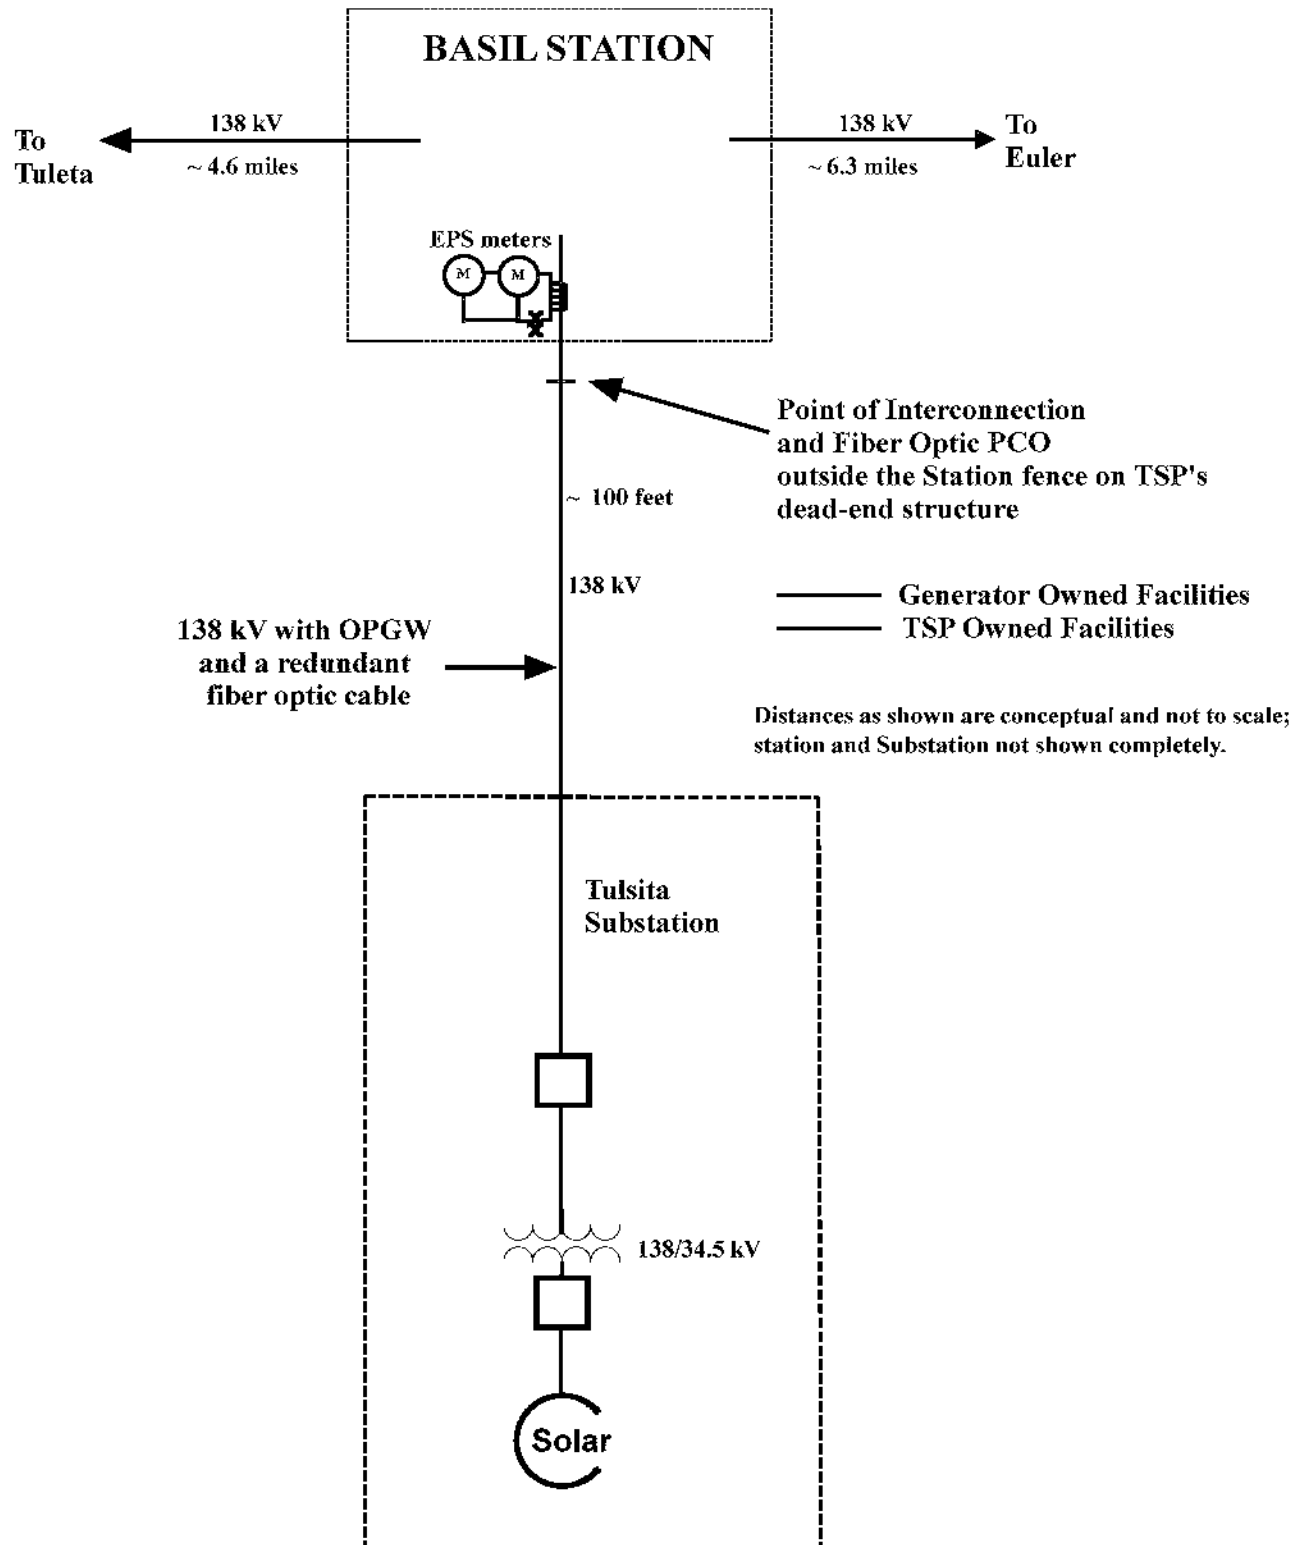 BASIL STATION
138 kV
To
Tuleta
~ 4.6 miles
138 kV
To
Euler
~ 6.3 miles
EPS meters
M
M
Point of Interconnection
and Fiber Optic PCO
outside the Station fence on TSP's
dead-end structure
~ 100 feet
138 kV
Generator Owned Facilities
TSP Owned Facilities
138 kV with OPGW
and a redundant
fiber optic cable
Distances as shown are conceptual and not to scale;
station and Substation not shown completely.
Tulsita
Substation
138/34.5 kV
Solar